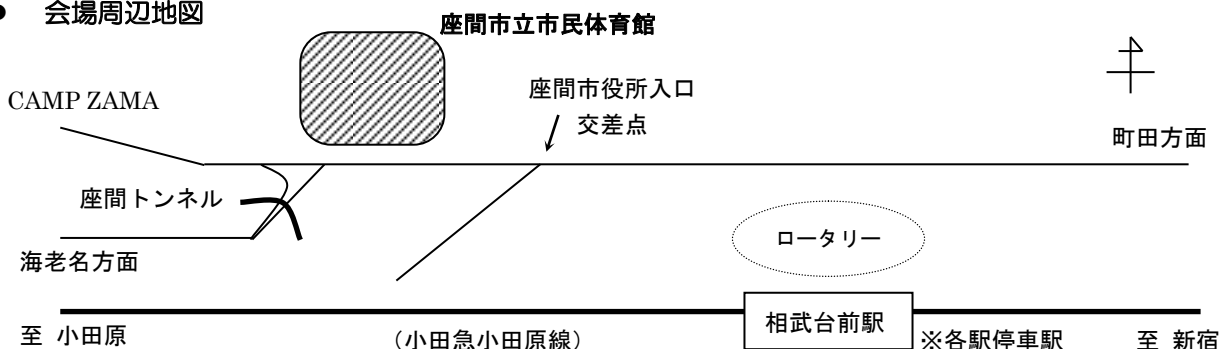 ● 会場周辺地図
座間市立市民体育館
座間市役所入口
交差点
CAMP ZAMA
町田方面
座間トンネル
ロータリー
海老名方面
相武台前駅
至 小田原
(小田急小田原線)
※各駅停車駅
至 新宿